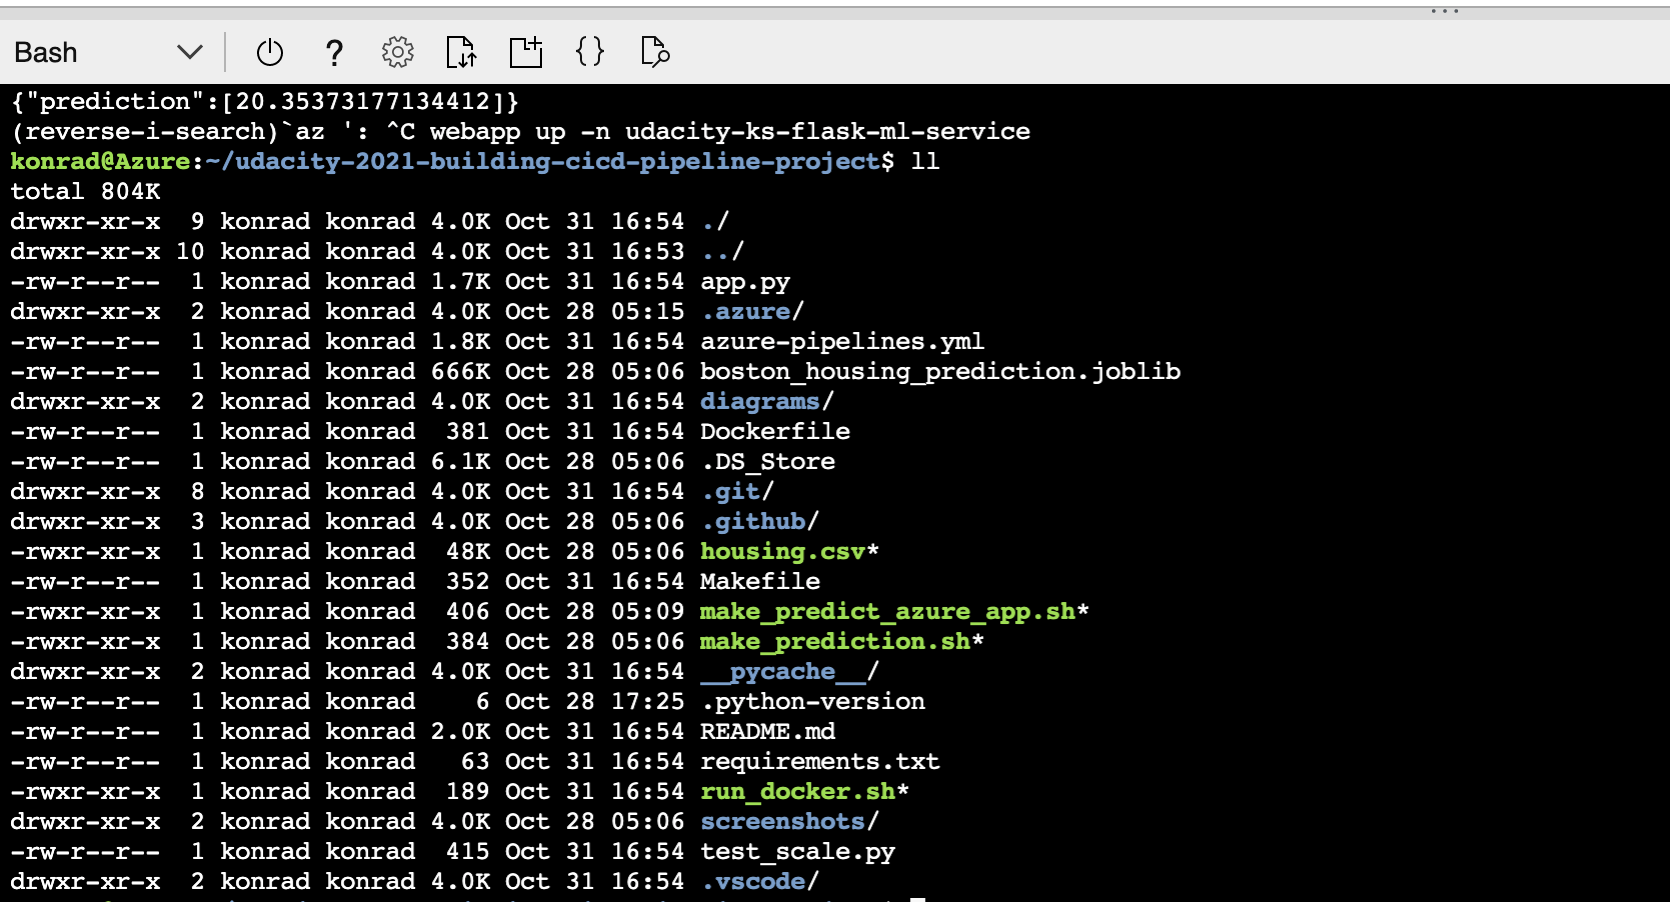 Bash
{"prediction":[20.35373177134412]}
(reverse-i-search)`az ': ^C webapp up -n udacity-ks-flask-ml-service
konrad@Azure:~/udacity-2021-building-cicd-pipeline-project$ ll
total 804K
drwxr-xr-x  9 konrad konrad 4.0K Oct 31 16:54 ./
drwxr-xr-x 10 konrad konrad 4.0K Oct 31 16:53 ../
-rw-r--r--  1 konrad konrad 1.7K Oct 31 16:54 app.py
drwxr-xr-x  2 konrad konrad 4.0K Oct 28 05:15 .azure/
-rw-r--r--  1 konrad konrad 1.8K Oct 31 16:54 azure-pipelines.yml
-rw-r--r--  1 konrad konrad 666K Oct 28 05:06 boston_housing_prediction.joblib
drwxr-xr-x  2 konrad konrad 4.0K Oct 31 16:54 diagrams/
-rw-r--r--  1 konrad konrad  381 Oct 31 16:54 Dockerfile
-rw-r--r--  1 konrad konrad 6.1K Oct 28 05:06 .DS_Store
drwxr-xr-x  8 konrad konrad 4.0K Oct 31 16:54 .git/
drwxr-xr-x  3 konrad konrad 4.0K Oct 28 05:06 .github/
-rwxr-xr-x  1 konrad konrad  48K Oct 28 05:06 housing.csv*
-rw-r--r--  1 konrad konrad  352 Oct 31 16:54 Makefile
-rwxr-xr-x  1 konrad konrad  406 Oct 28 05:09 make_predict_azure_app.sh*
-rwxr-xr-x  1 konrad konrad  384 Oct 28 05:06 make_prediction.sh*
drwxr-xr-x  2 konrad konrad 4.0K Oct 31 16:54 __pycache__/
-rw-r--r--  1 konrad konrad    6 Oct 28 17:25 .python-version
-rw-r--r--  1 konrad konrad 2.0K Oct 31 16:54 README.md
-rw-r--r--  1 konrad konrad   63 Oct 31 16:54 requirements.txt
-rwxr-xr-x  1 konrad konrad  189 Oct 31 16:54 run_docker.sh*
drwxr-xr-x  2 konrad konrad 4.0K Oct 28 05:06 screenshots/
-rw-r--r--  1 konrad konrad  415 Oct 31 16:54 test_scale.py
drwxr-xr-x  2 konrad konrad 4.0K Oct 31 16:54 .vscode/